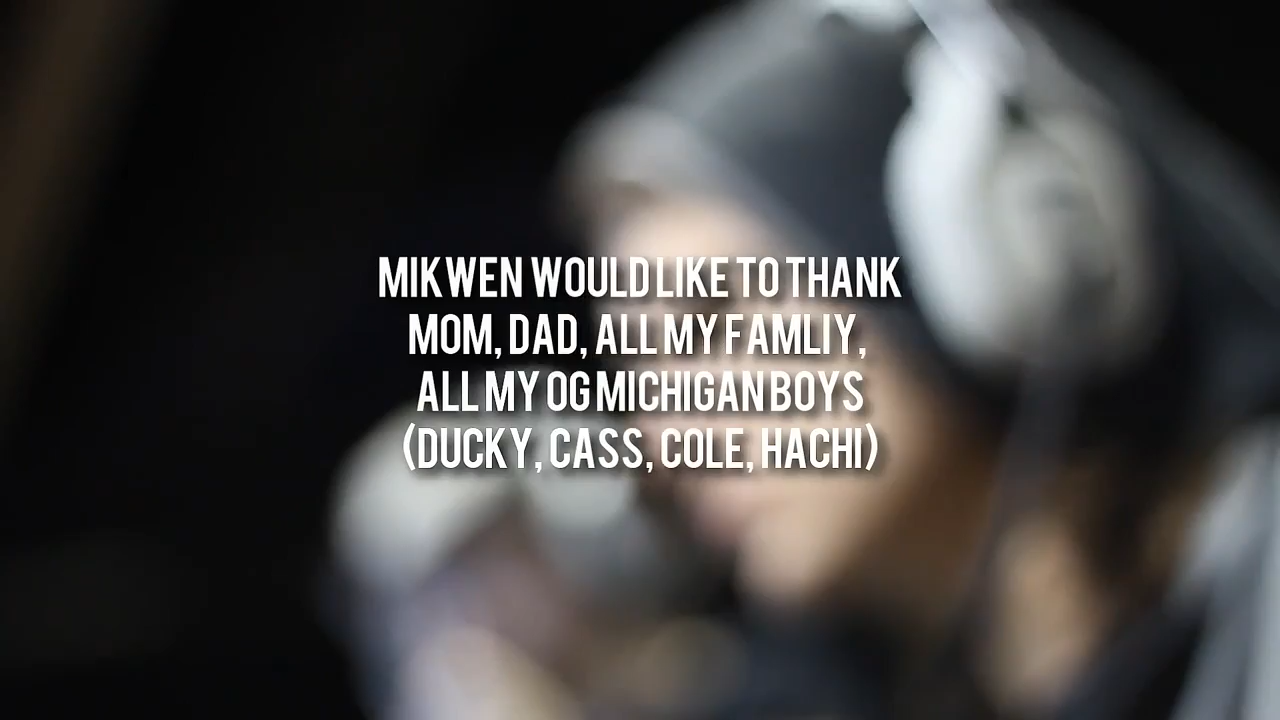 MIKWEN WOULD LIKE TO THANK
MOM, DAD, ALL MY FAMLIY,
ALL MY OG MICHIGAN BOYS
(DUCKY, CASS, COLE, HACHI)